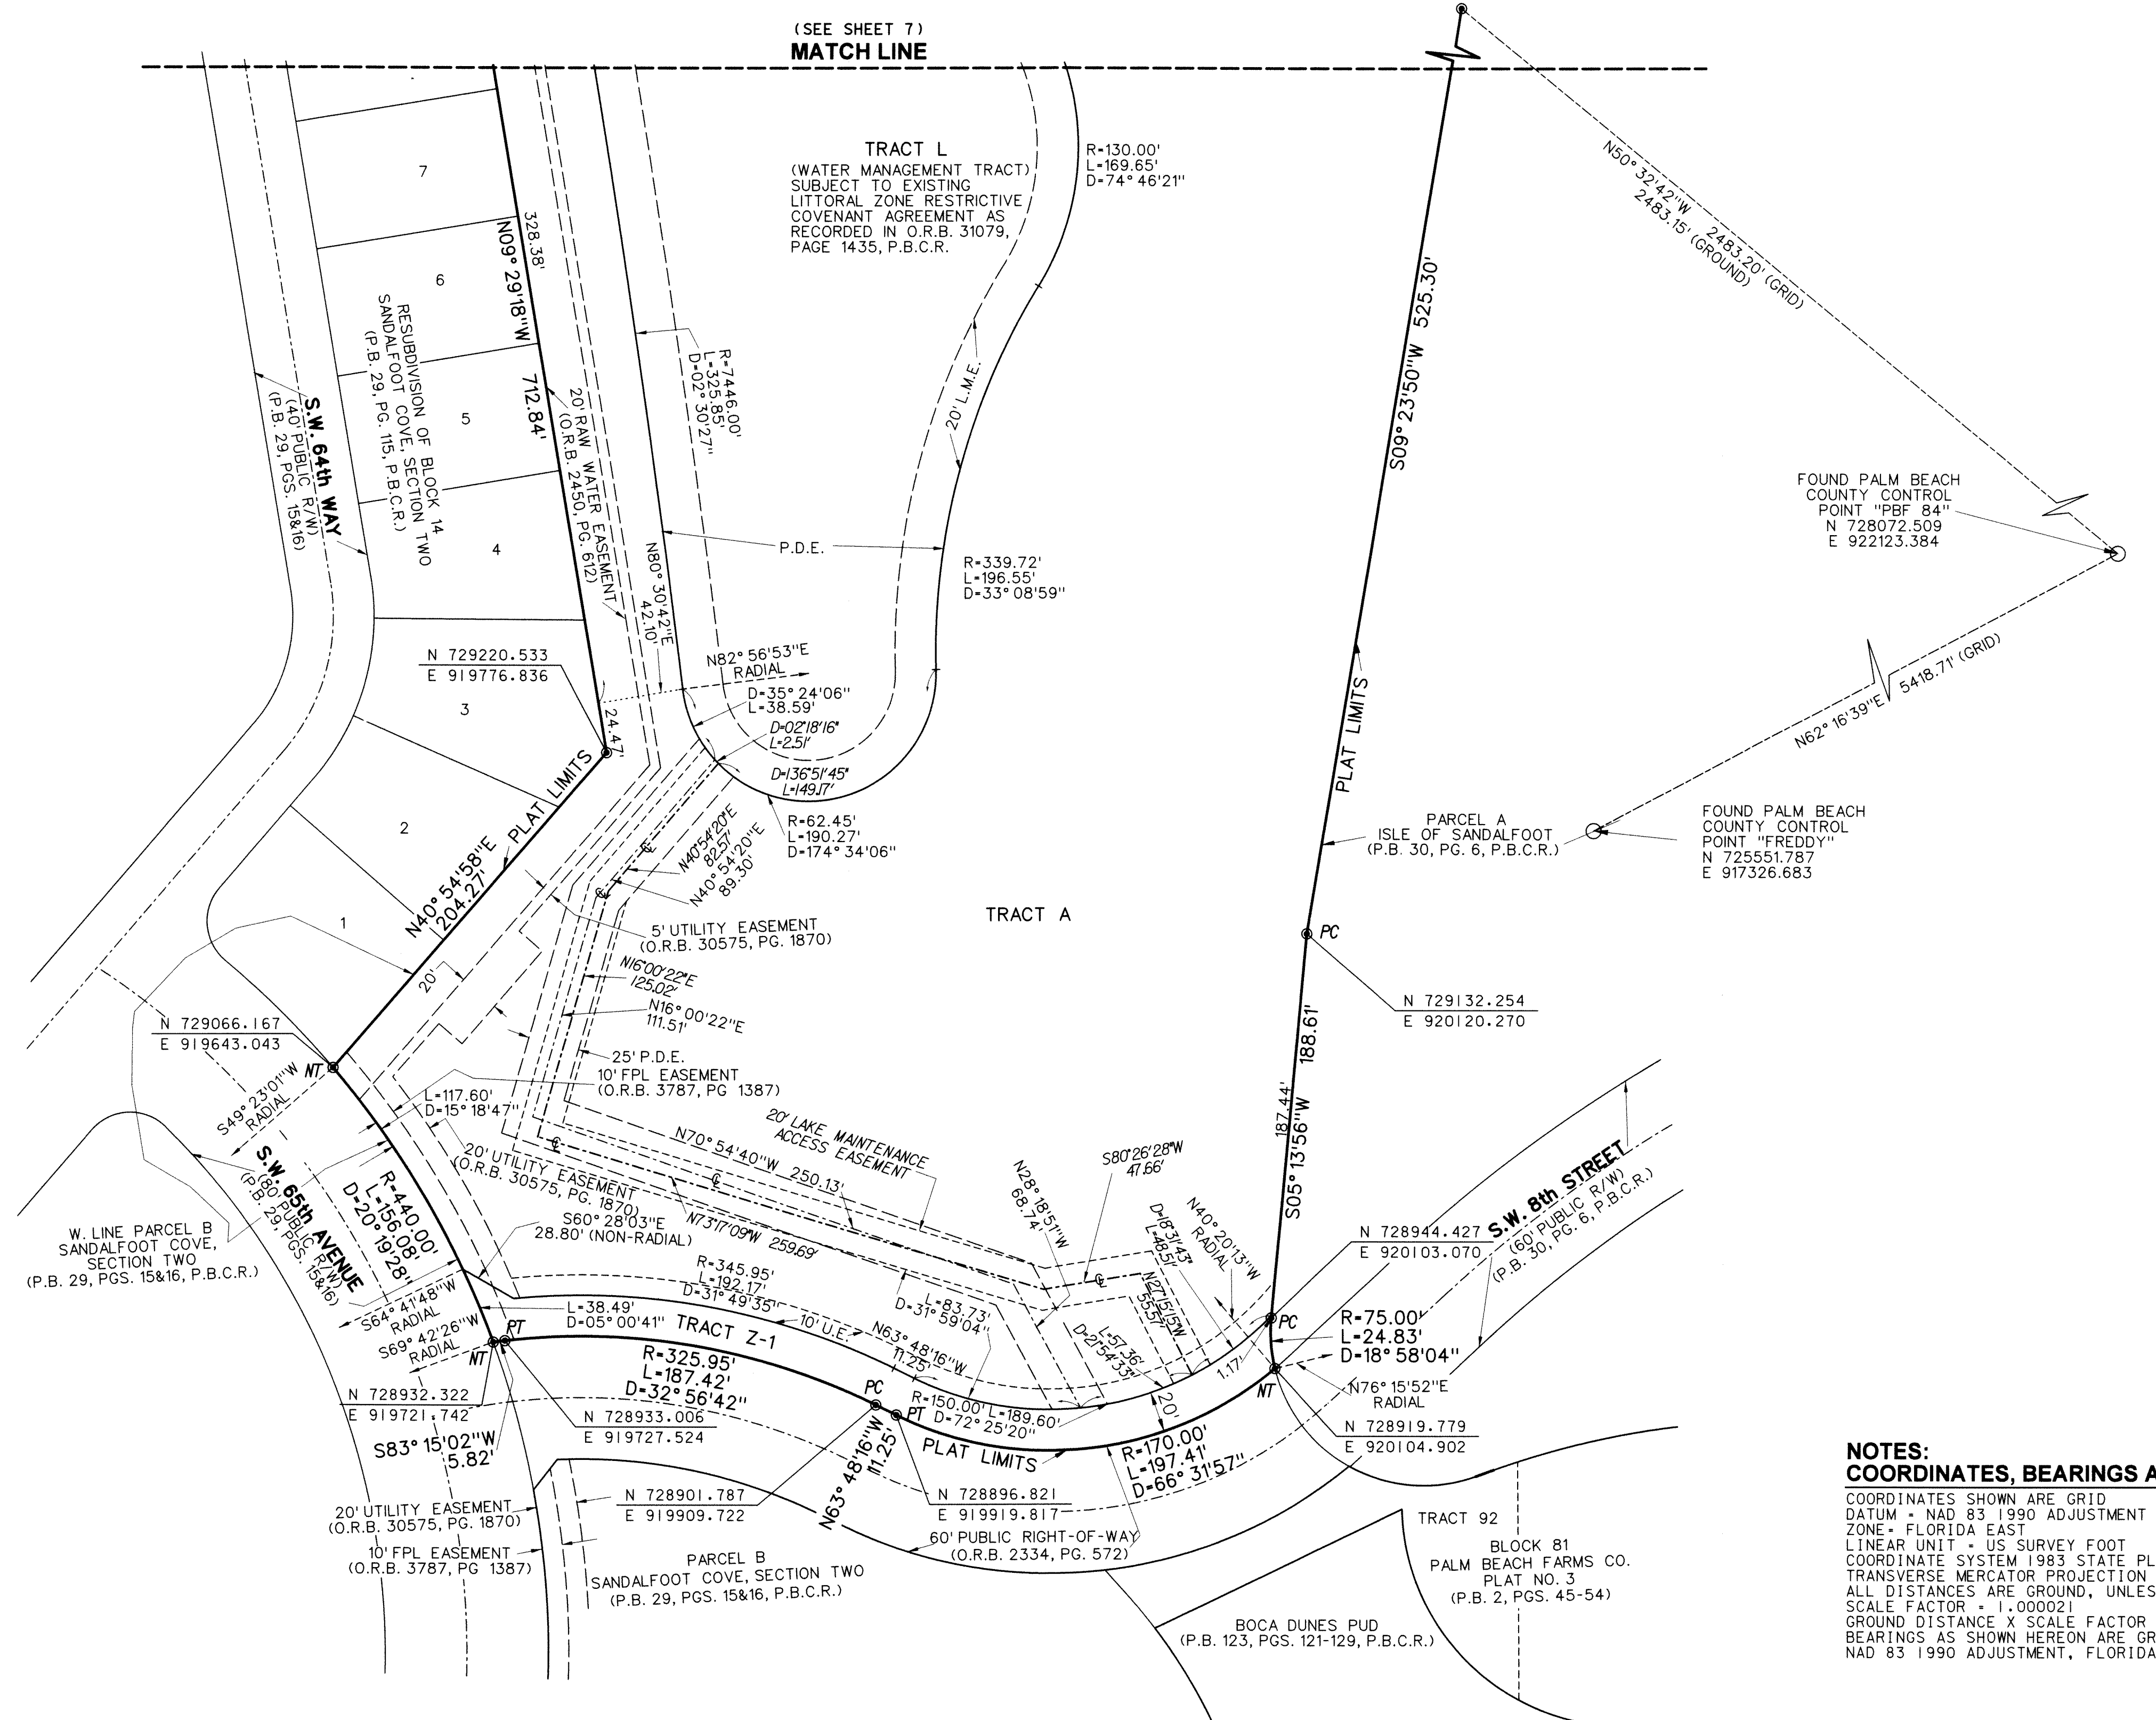 (SEE SHEET 7)
MATCH LINE
TRACT L
(WATER MANAGEMENT TRACT)
SUBJECT TO EXISTING
LITTORAL ZONE RESTRICTIVE
COVENANT AGREEMENT AS
RECORDED IN O.R.B. 31079,
PAGE 1435, P.B.C.R.
R=130.00'
L=169.65'
D=74° 46'21"
N50° 32'42"W
2483.20' (GRID)
2483.15' (GROUND)
7
6
5
4
3
2
1
328.38'
N09° 29'18"W
712.84'
RESUBDIVISION OF BLOCK 14
SANDALFOOT COVE, SECTION TWO
(P.B. 29, PG. 115, P.B.C.R.)
S.W. 64th WAY
(40' PUBLIC R/W)
(P.B. 29, PGS. 15&16)
20' RAW WATER EASEMENT
(O.R.B. 2450, PG. 612)
R=7446.00'
L=325.85'
D=02° 30'27"
20' L.M.E.
S09° 23'50"W 525.30'
P.D.E.
R=339.72'
L=196.55'
D=33° 08'59"
FOUND PALM BEACH
COUNTY CONTROL
POINT "PBF 84"
N 728072.509
E 922123.384
N80° 30'42"E
42.10'
N 729220.533
E 919776.836
N82° 56'53"E
RADIAL
D=35° 24'06"
L=38.59'
D=02°18'16"
L=2.51'
D=136°51'45"
L=149.17'
R=62.45'
L=190.27'
D=174° 34'06"
24.47'
PLAT LIMITS
N62° 16'39"E 5418.71' (GRID)
PLAT LIMITS
PARCEL A
ISLE OF SANDALFOOT
(P.B. 30, PG. 6, P.B.C.R.)
FOUND PALM BEACH
COUNTY CONTROL
POINT "FREDDY"
N 725551.787
E 917326.683
N40° 54'58"E
204.27'
N40°54'20"E
82.57'
N40° 54'20"E
89.30'
TRACT A
5' UTILITY EASEMENT
(O.R.B. 30575, PG. 1870)
PC
20'
N16°00'22"E
125.02'
N16° 00'22"E
111.51'
25' P.D.E.
10' FPL EASEMENT
(O.R.B. 3787, PG 1387)
N 729132.254
E 920120.270
N 729066.167
E 919643.043
NT
S49° 23'01"W
RADIAL
L=117.60'
D=15° 18'47"
20' UTILITY EASEMENT
(O.R.B. 30575, PG. 1870)
20' LAKE MAINTENANCE
ACCESS EASEMENT
N70° 54'40"W 250.13'
N73°17'09"W 259.69'
N28° 18'51"W
68.74'
S80°26'28"W
47.66'
S05° 13'56"W 188.61'
187.44'
S.W. 65th AVENUE
(80' PUBLIC R/W)
(P.B. 29, PGS. 15&16)
R=440.00'
L=156.08'
D=20° 19'28"
W. LINE PARCEL B
SANDALFOOT COVE,
SECTION TWO
(P.B. 29, PGS. 15&16, P.B.C.R.)
S60° 28'03"E
28.80' (NON-RADIAL)
R=345.95'
L=192.17'
D=31° 49'35"
D=18°31'43"
L=48.51'
N40° 20'13"W
RADIAL
N27°15'15"W
55.57'
N 728944.427
E 920103.070
S.W. 8th STREET
(60' PUBLIC R/W)
(P.B. 30, PG. 6, P.B.C.R.)
S64° 41'48"W
RADIAL
S69° 42'26"W
RADIAL
L=38.49'
D=05° 00'41"
TRACT Z-1
10' U.E.
L=83.73'
D=31° 59'04"
N63° 48'16"W
11.25'
L=57.36'
D=21°54'33"
PC
R=75.00'
L=24.83'
D=18° 58'04"
1.17'
NT
PT
NT
R=325.95'
L=187.42'
D=32° 56'42"
PC
PT
R=150.00' L=189.60'
D=72° 25'20"
20'
N76° 15'52"E
RADIAL
N 728932.322
E 919721.742
N 728933.006
E 919727.524
N 728919.779
E 920104.902
S83° 15'02"W
5.82'
N63° 48'16"W
11.25'
PLAT LIMITS
R=170.00'
L=197.41'
D=66° 31'57"
20' UTILITY EASEMENT
(O.R.B. 30575, PG. 1870)
N 728901.787
E 919909.722
N 728896.821
E 919919.817
10' FPL EASEMENT
(O.R.B. 3787, PG 1387)
60' PUBLIC RIGHT-OF-WAY
(O.R.B. 2334, PG. 572)
PARCEL B
SANDALFOOT COVE, SECTION TWO
(P.B. 29, PGS. 15&16, P.B.C.R.)
TRACT 92
BLOCK 81
PALM BEACH FARMS CO.
PLAT NO. 3
(P.B. 2, PGS. 45-54)
BOCA DUNES PUD
(P.B. 123, PGS. 121-129, P.B.C.R.)
NOTES:
COORDINATES, BEARINGS A
COORDINATES SHOWN ARE GRID
DATUM = NAD 83 1990 ADJUSTMENT
ZONE= FLORIDA EAST
LINEAR UNIT = US SURVEY FOOT
COORDINATE SYSTEM 1983 STATE PL
TRANSVERSE MERCATOR PROJECTION
ALL DISTANCES ARE GROUND, UNLES
SCALE FACTOR = 1.000021
GROUND DISTANCE X SCALE FACTOR
BEARINGS AS SHOWN HEREON ARE GR
NAD 83 1990 ADJUSTMENT, FLORIDA